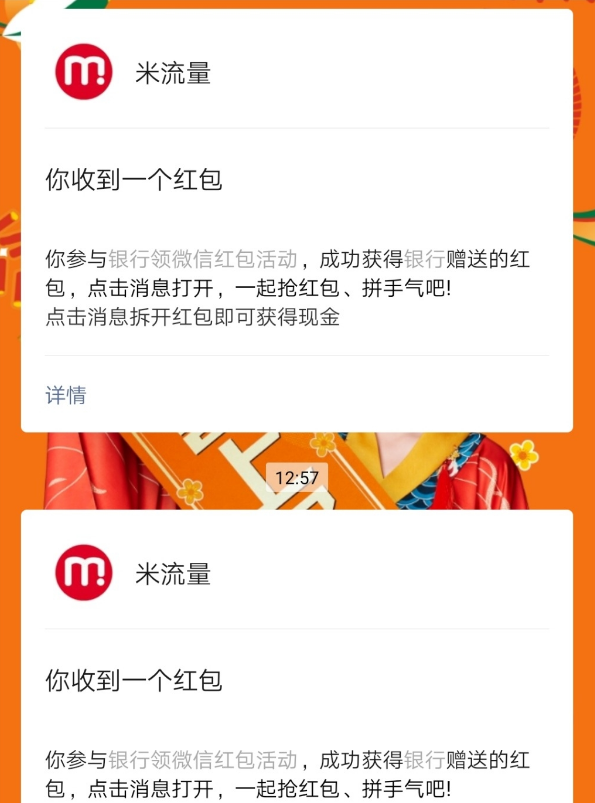 米流量
你收到一个红包
你参与银行领微信红包活动，成功获得银行赠送的红
包，点击消息打开，一起抢红包、拼手气吧!
点击消息拆开红包即可获得现金
详情
12:57
米流量
你收到一个红包
你参与银行领微信红包活动，成功获得银行赠送的红
包，点击消息打开，一起抢红包、拼手气吧!